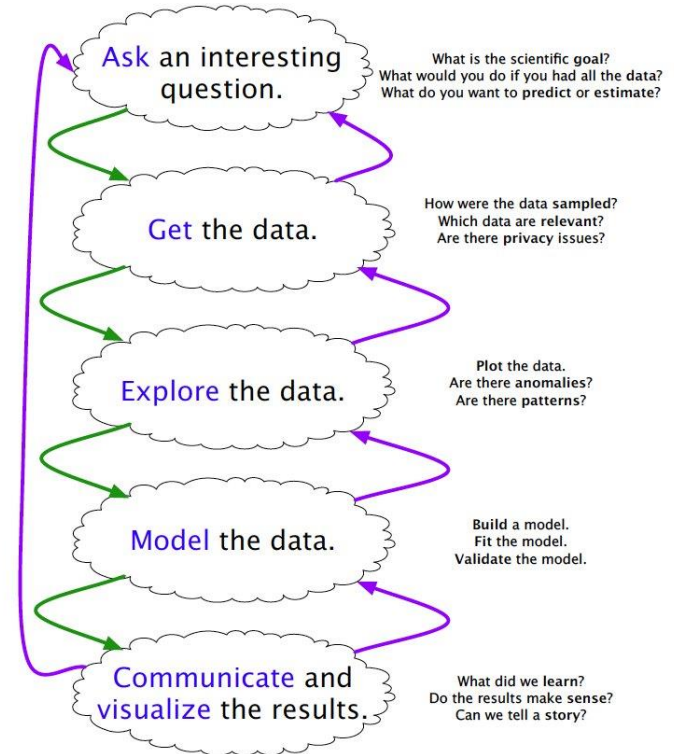 Ask an interesting
question.
What is the scientific goal?
What would you do if you had all the data?
What do you want to predict or estimate?
Get the data.
How were the data sampled?
Which data are relevant?
Are there privacy issues?
Explore the data.
Plot the data.
Are there anomalies?
Are there patterns?
Model the data.
Build a model.
Fit the model.
Validate the model.
Communicate and
visualize the results.
What did we learn?
Do the results make sense?
Can we tell a story?